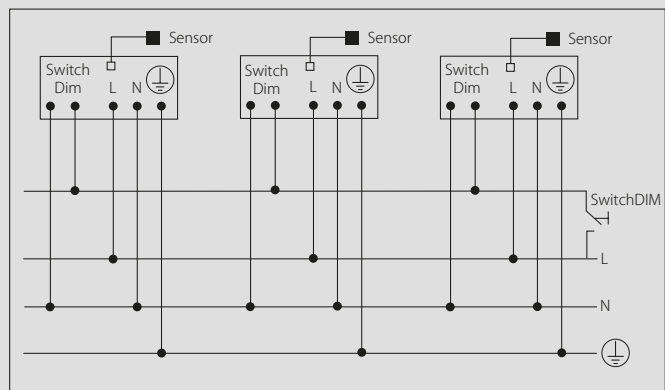 Sensor
Sensor
Sensor
Switch
Dim
L
N
Switch
Dim
L
N
Switch
Dim
L
N
SwitchDIM
L
N